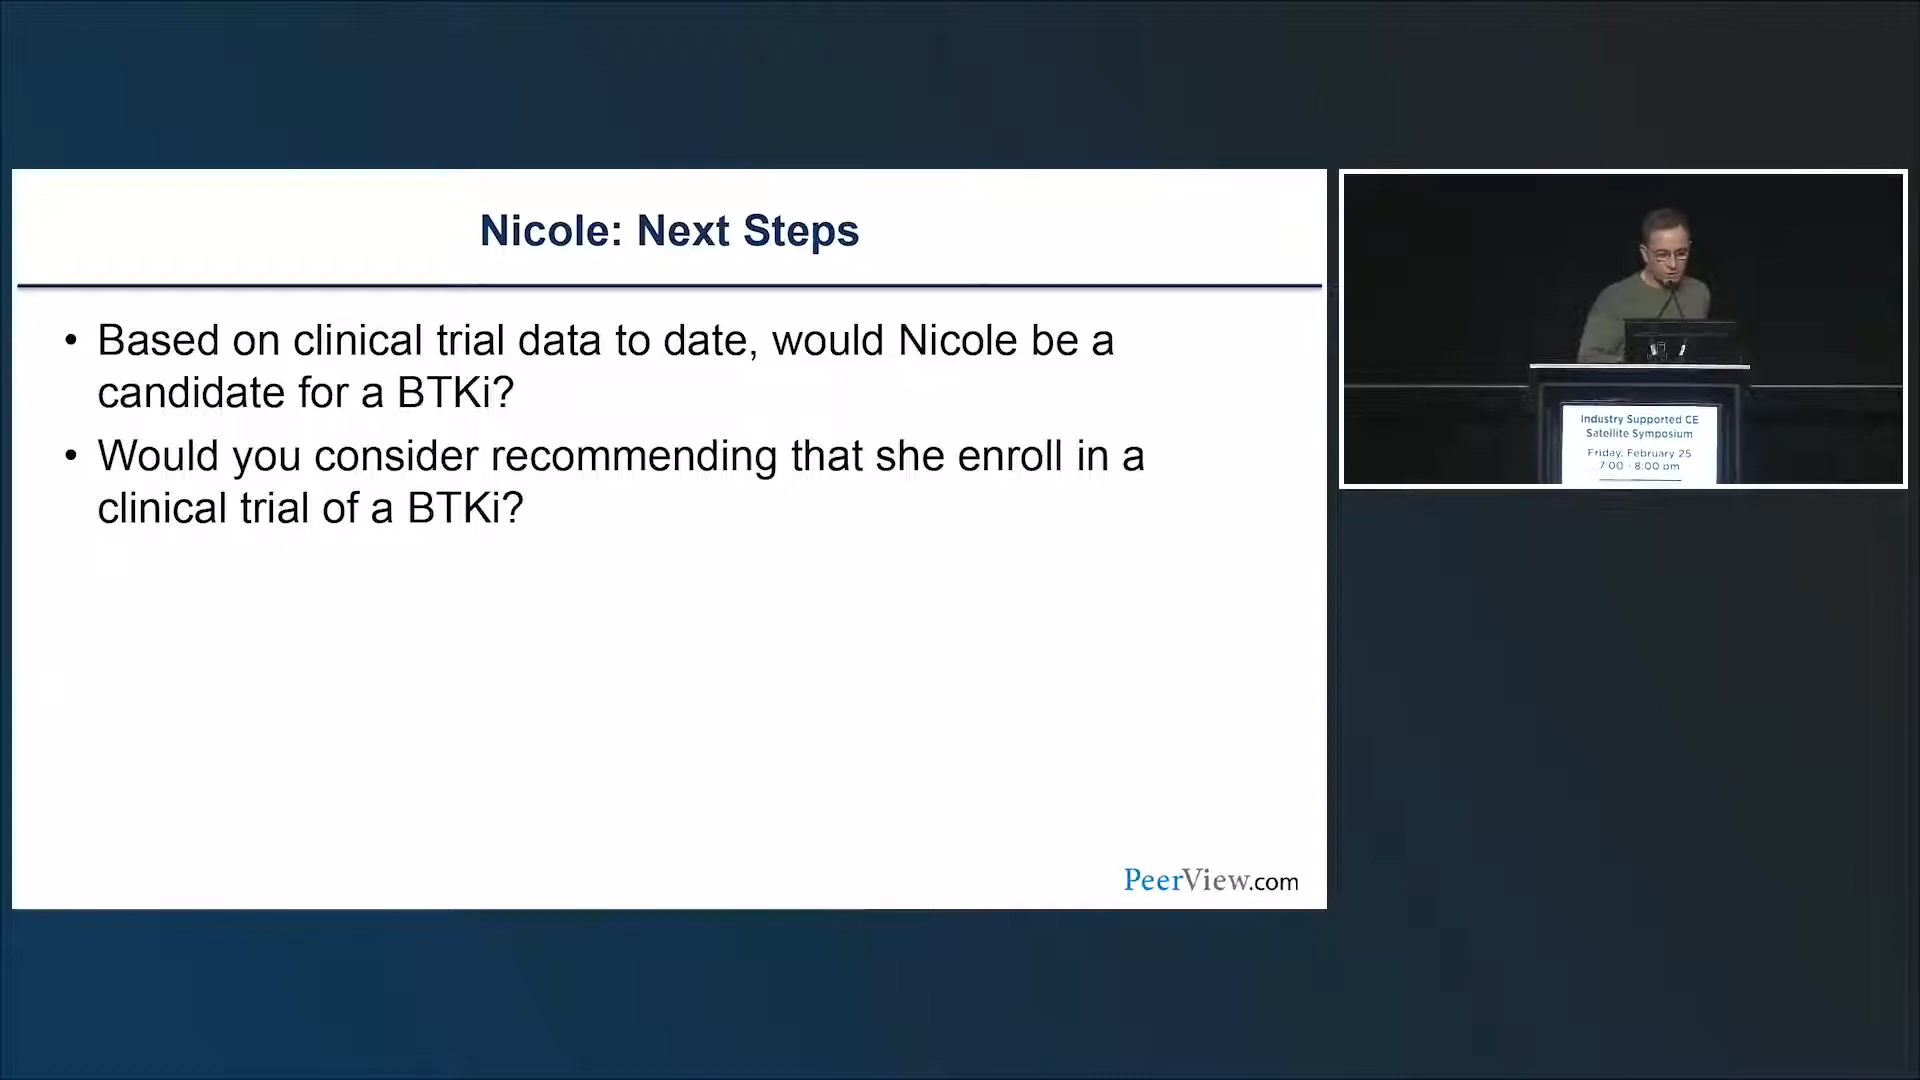 Nicole: Next Steps
• Based on clinical trial data to date, would Nicole be a
candidate for a BTKi?
• Would you consider recommending that she enroll in a
clinical trial of a BTKi?
PeerView.com
Industry Supported CE
Satellite Symposium
Friday, February 25
7:00 - 8:00 pm